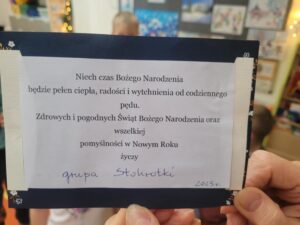 Niech czas Bożego Narodzenia
będzie pełen ciepła, radości i wytchnienia od codziennego
pędu.
Zdrowych i pogodnych Świąt Bożego Narodzenia oraz
wszelkiej
pomyślności w Nowym Roku
życzy
grupa Stokrotki
2023r.